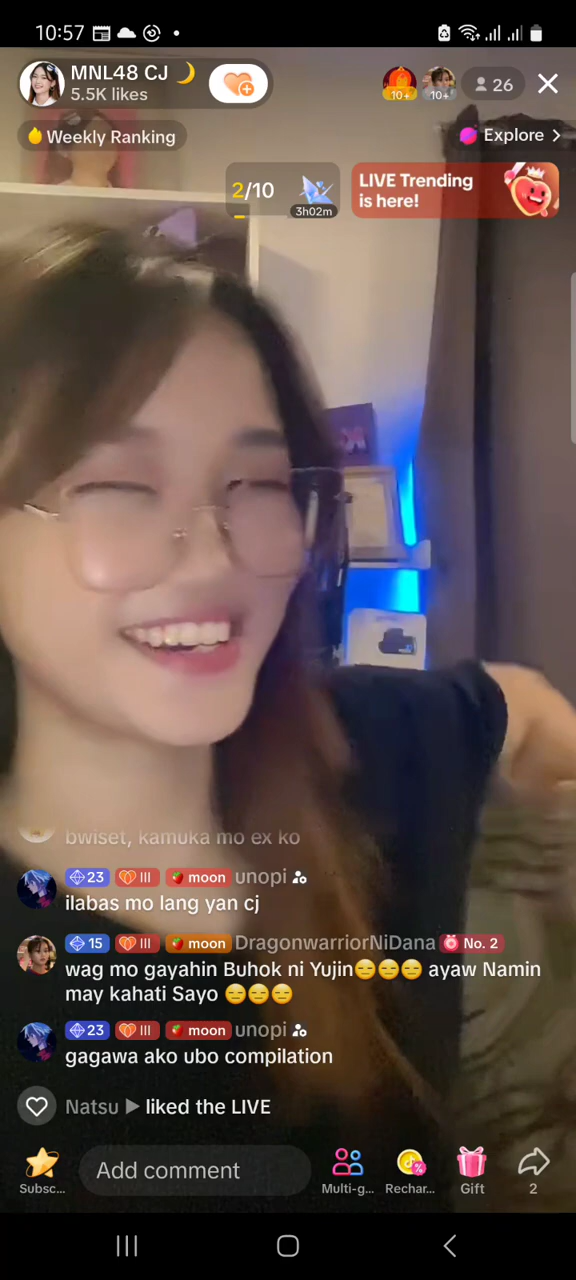 10:57
MNL48 CJ 🌙
5.5K likes
10+
10+
26
Weekly Ranking
Explore >
2/10
3h02m
LIVE Trending
is here!
bwiset, kamuka mo ex ko
23 III moon unopi
ilabas mo lang yan cj
15 III moon DragonwarriorNiDana No. 2
wag mo gayahin Buhok ni Yujin😑😑😑 ayaw Namin
may kahati Sayo 😑😑😑
23 III moon unopi
gagawa ako ubo compilation
Natsu ▶ liked the LIVE
Add comment
Subsc...
Multi-g...
Rechar...
Gift
2